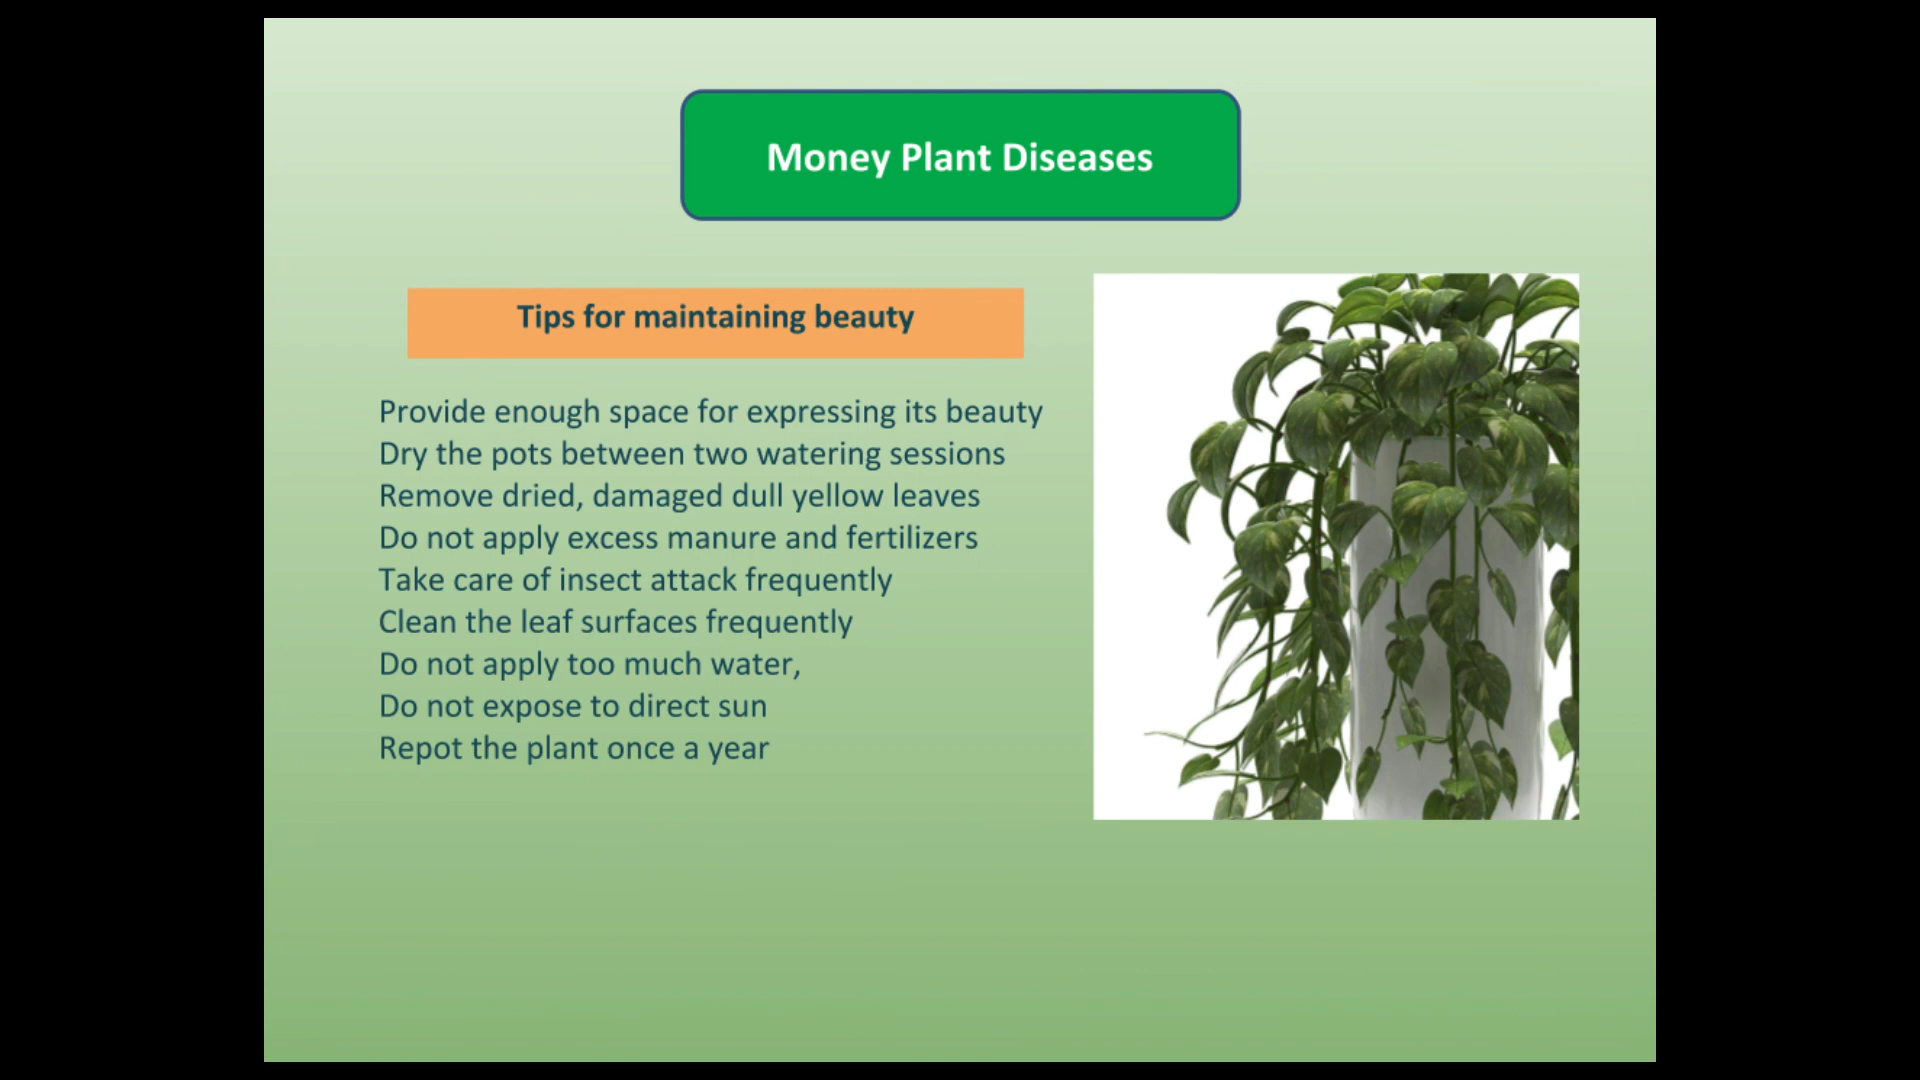 Money Plant Diseases
Tips for maintaining beauty
Provide enough space for expressing its beauty
Dry the pots between two watering sessions
Remove dried, damaged dull yellow leaves
Do not apply excess manure and fertilizers
Take care of insect attack frequently
Clean the leaf surfaces frequently
Do not apply too much water,
Do not expose to direct sun
Repot the plant once a year